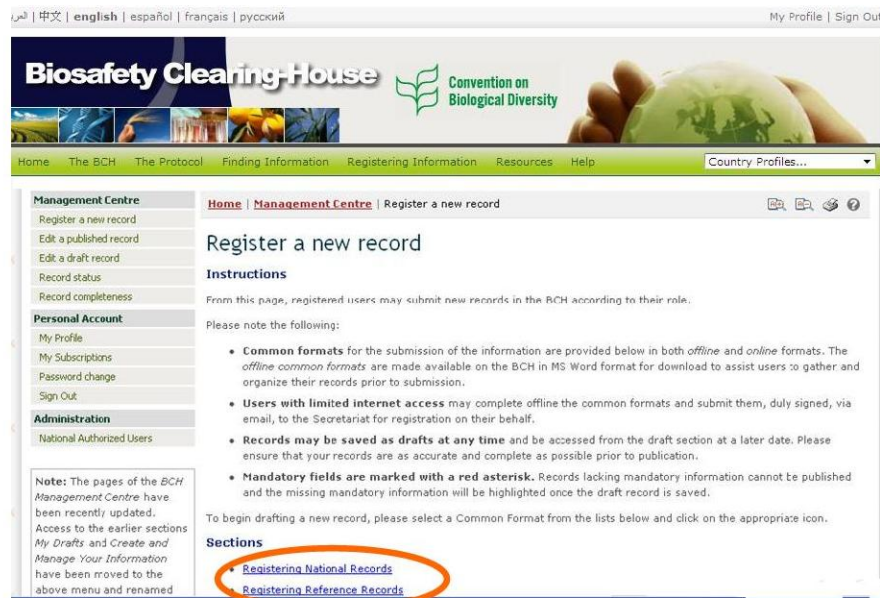 العربية | 中文 | english | español | français | русский
My Profile | Sign Out
Biosafety Clearing-House
Convention on
Biological Diversity
Home The BCH The Protocol Finding Information Registering Information Resources Help
Country Profiles...
Management Centre
Register a new record
Edit a published record
Edit a draft record
Record status
Record completeness
Personal Account
My Profile
My Subscriptions
Password change
Sign Out
Administration
National Authorized Users
Note: The pages of the BCH
Management Centre have
been recently updated.
Access to the earlier sections
My Drafts and Create and
Manage Your Information
have been moved to the
above menu and renamed
Home | Management Centre | Register a new record
Register a new record
Instructions
From this page, registered users may submit new records in the BCH according to their role.
Please note the following:
• Common formats for the submission of the information are provided below in both offline and online formats. The
offline common formats are made available on the BCH in MS Word format for download to assist users to gather and
organize their records prior to submission.
• Users with limited internet access may complete offline the common formats and submit them, duly signed, via
email, to the Secretariat for registration on their behalf.
• Records may be saved as drafts at any time and be accessed from the draft section at a later date. Please
ensure that your records are as accurate and complete as possible prior to publication.
• Mandatory fields are marked with a red asterisk. Records lacking mandatory information cannot be published
and the missing mandatory information will be highlighted once the draft record is saved.
To begin drafting a new record, please select a Common Format from the lists below and click on the appropriate icon.
Sections
• Registering National Records
• Registering Reference Records